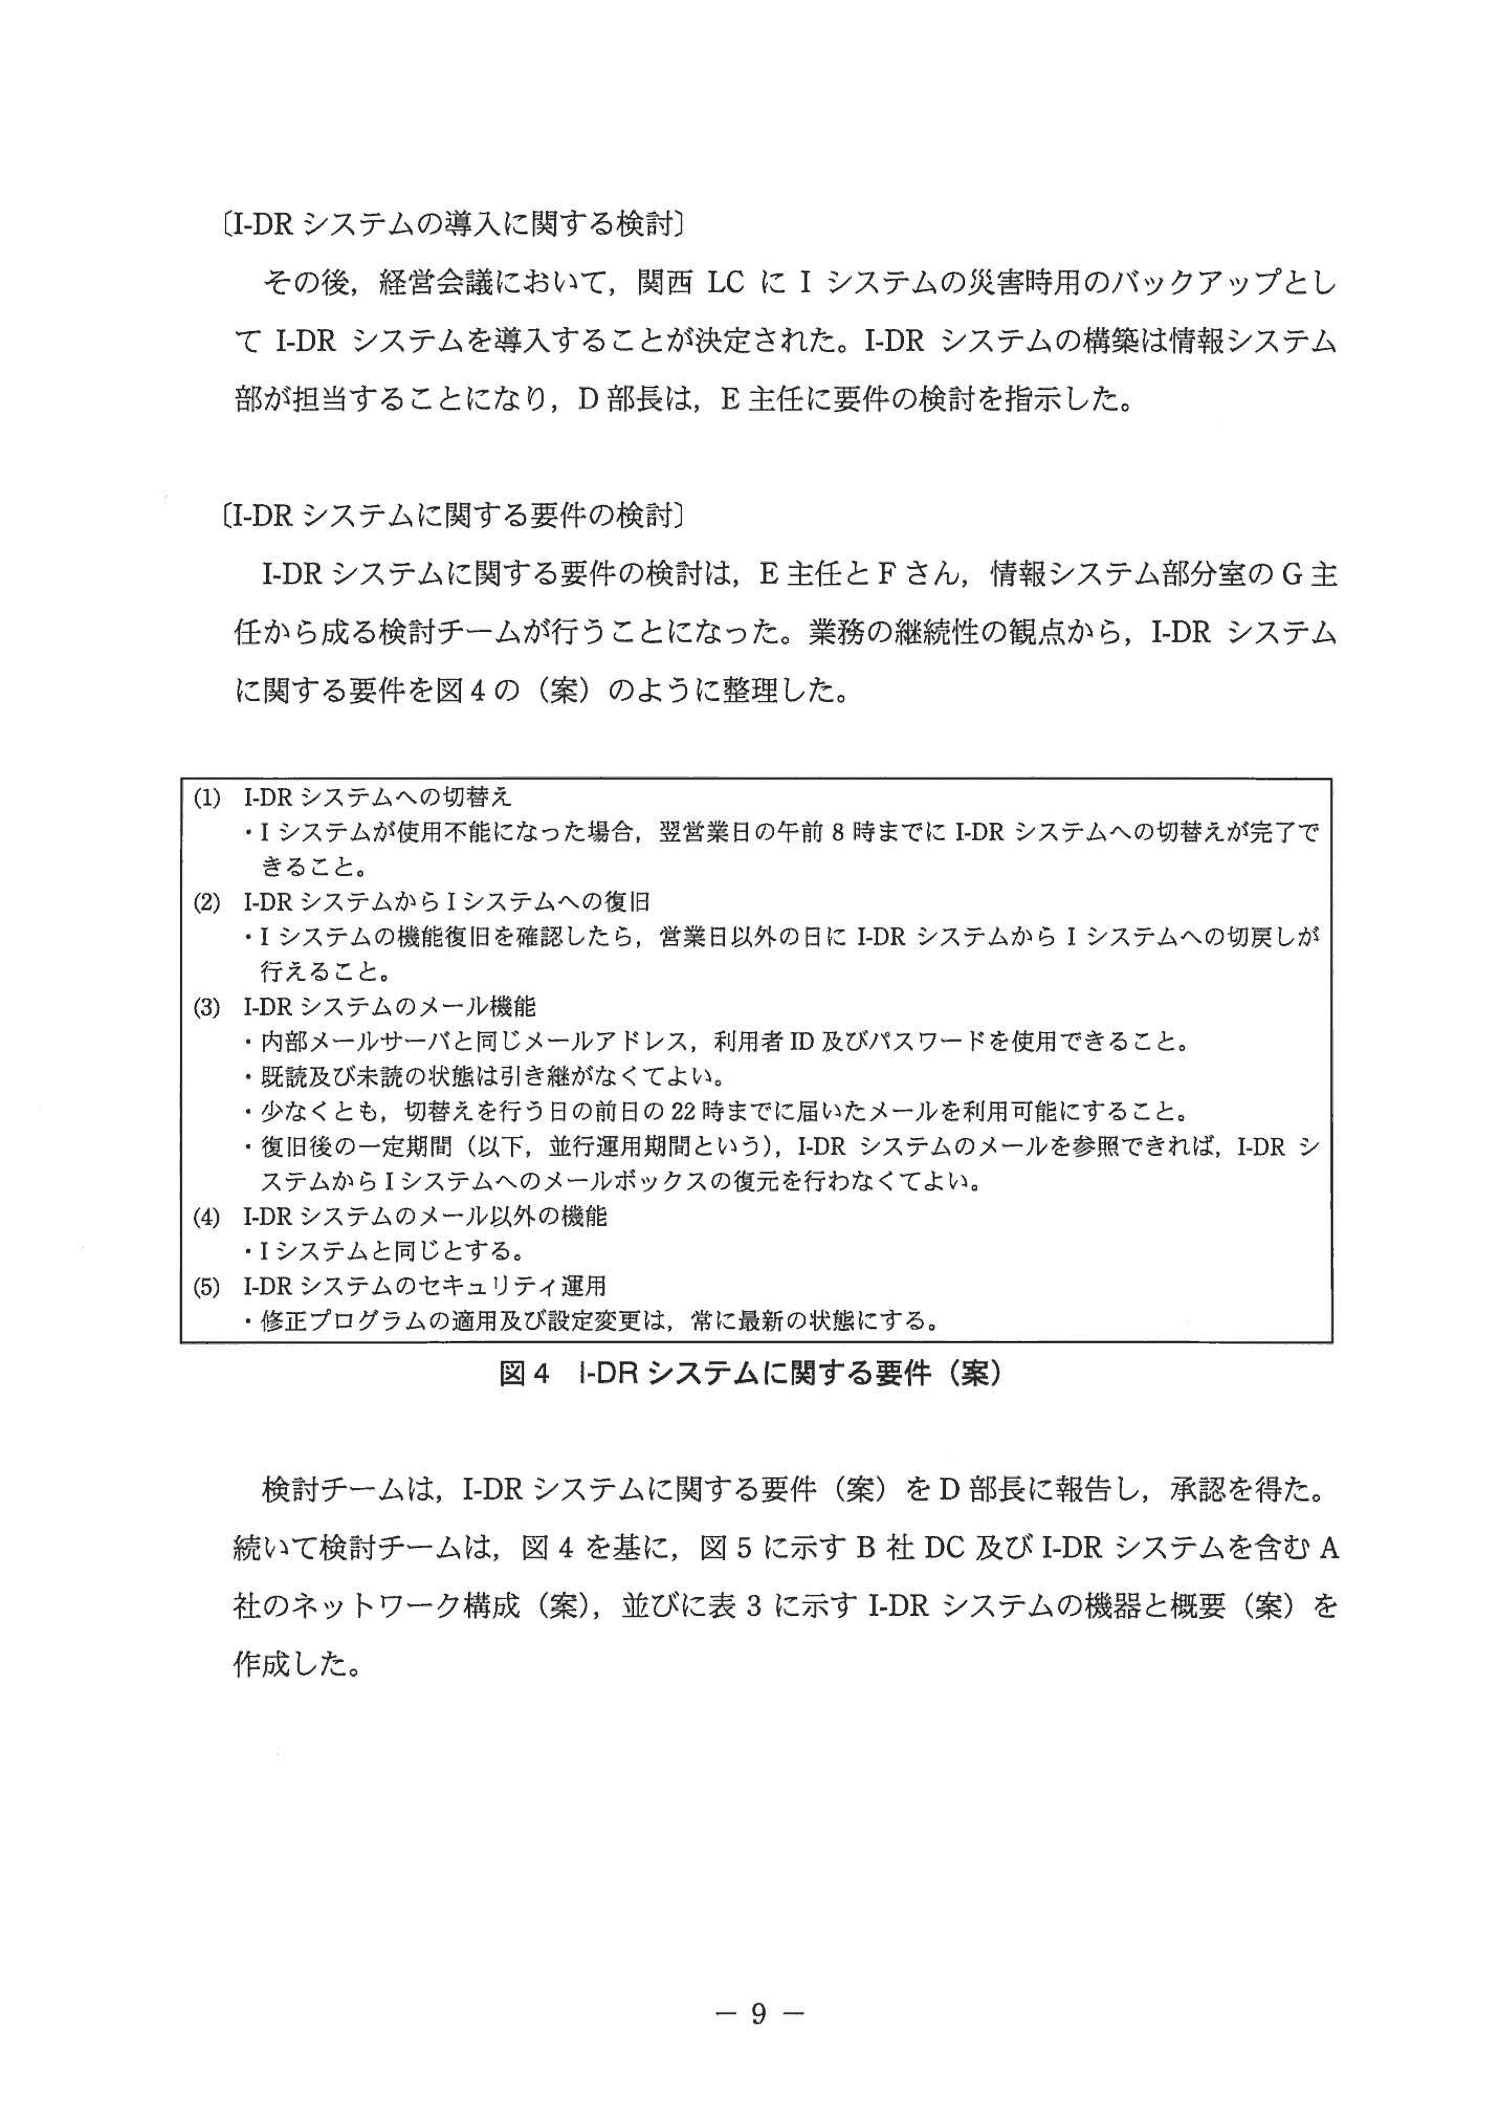 〔I-DR システムの導入に関する検討〕
その後，経営会議において，関西 LC に I システムの災害時用のバックアップとし
て I-DR システムを導入することが決定された。I-DR システムの構築は情報システム
部が担当することになり，D 部長は，E 主任に要件の検討を指示した。
〔I-DR システムに関する要件の検討〕
I-DR システムに関する要件の検討は，E 主任と F さん，情報システム部分室の G 主
任から成る検討チームが行うことになった。業務の継続性の観点から，I-DR システム
に関する要件を図 4 の（案）のように整理した。
(1) I-DR システムへの切替え
・I システムが使用不能になった場合，翌営業日の午前 8 時までに I-DR システムへの切替えが完了で
きること。
(2) I-DR システムから I システムへの復旧
・I システムの機能復旧を確認したら，営業日以外の日に I-DR システムから I システムへの切戻しが
行えること。
(3) I-DR システムのメール機能
・内部メールサーバと同じメールアドレス，利用者 ID 及びパスワードを使用できること。
・既読及び未読の状態は引き継がなくてよい。
・少なくとも，切替えを行う日の前日の 22 時までに届いたメールを利用可能にすること。
・復旧後の一定期間（以下，並行運用期間という），I-DR システムのメールを参照できれば，I-DR シ
ステムから I システムへのメールボックスの復元を行わなくてよい。
(4) I-DR システムのメール以外の機能
・I システムと同じとする。
(5) I-DR システムのセキュリティ運用
・修正プログラムの適用及び設定変更は，常に最新の状態にする。
図 4 I-DR システムに関する要件（案）
検討チームは，I-DR システムに関する要件（案）を D 部長に報告し，承認を得た。
続いて検討チームは，図 4 を基に，図 5 に示す B 社 DC 及び I-DR システムを含む A
社のネットワーク構成（案），並びに表 3 に示す I-DR システムの機器と概要（案）を
作成した。
－ 9 －